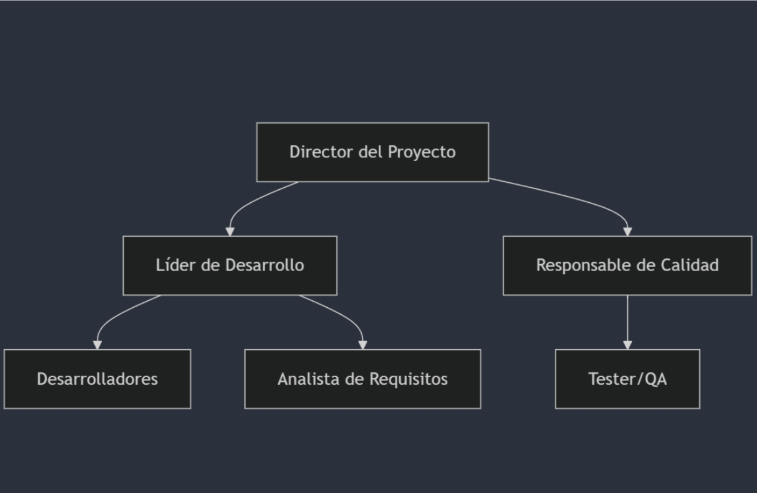 Director del Proyecto
Líder de Desarrollo
Responsable de Calidad
Desarrolladores
Analista de Requisitos
Tester/QA